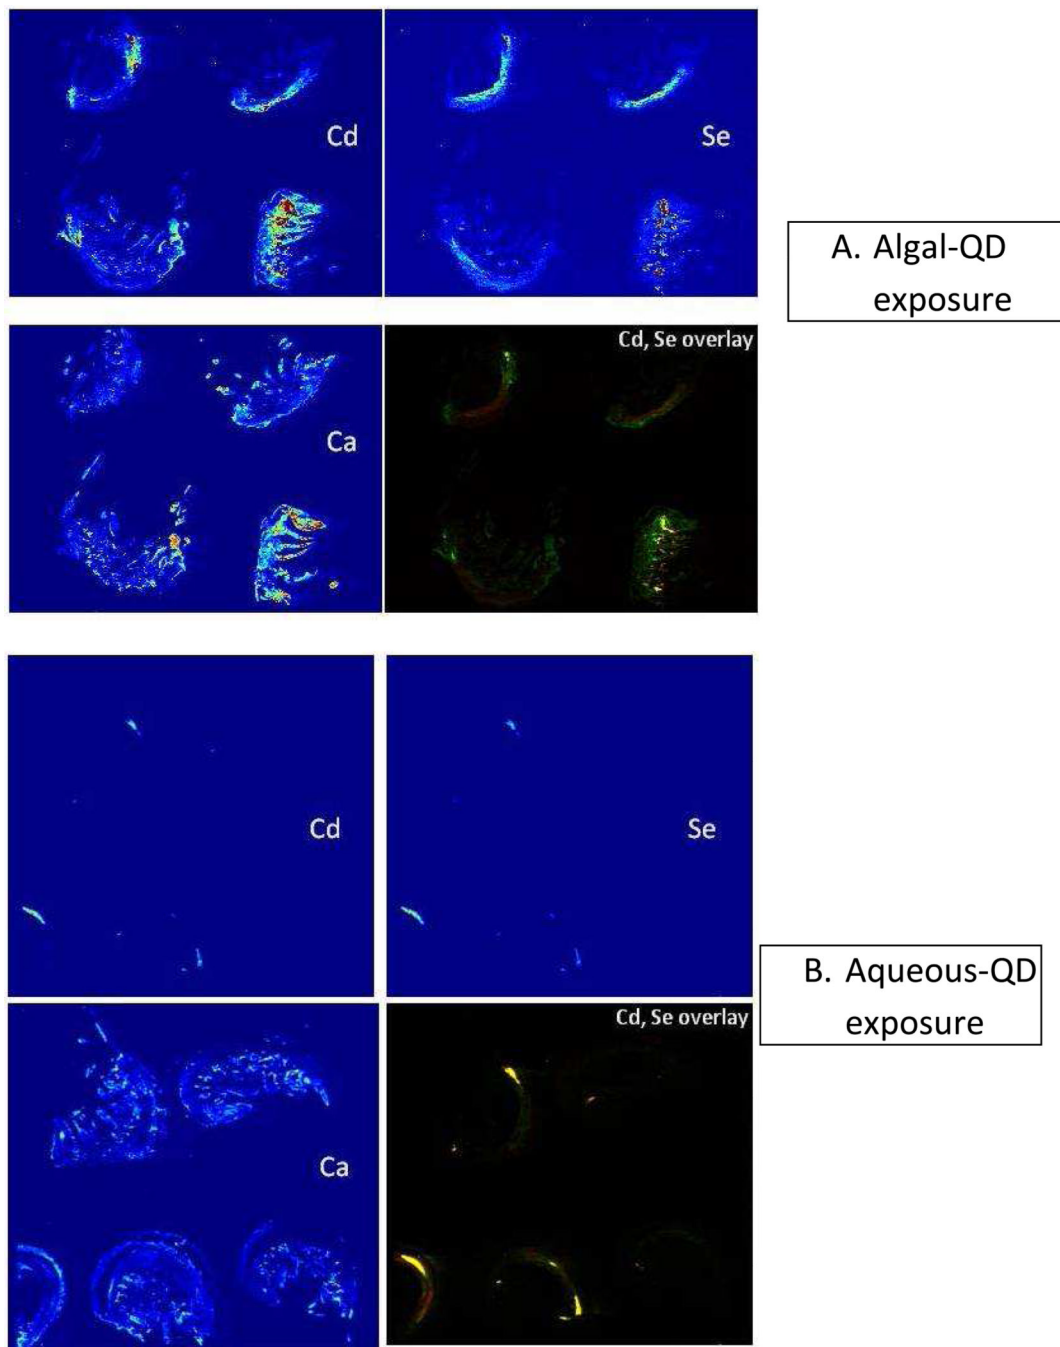 Cd
Se
A. Algal-QD
exposure
Ca
Cd, Se overlay
Cd
Se
B. Aqueous-QD
exposure
Ca
Cd, Se overlay